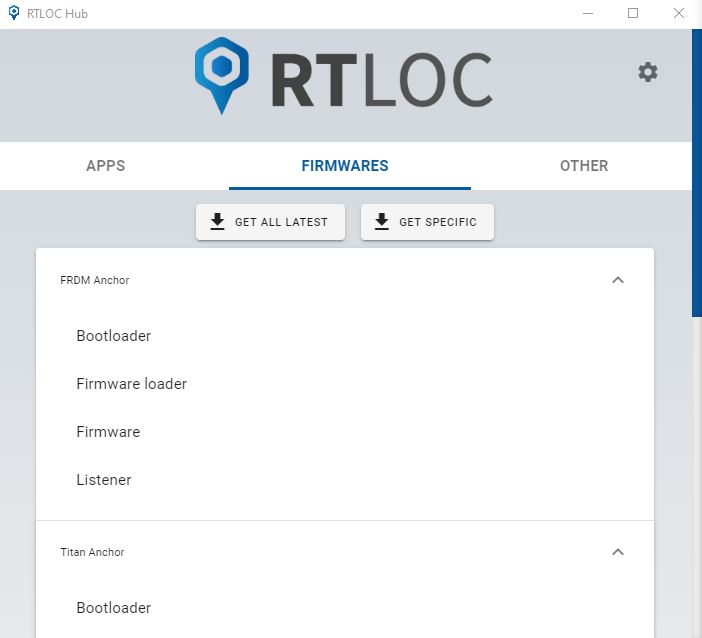 RTLOC Hub
RTLOC
APPS FIRMWARES OTHER
GET ALL LATEST GET SPECIFIC
FRDM Anchor
Bootloader
Firmware loader
Firmware
Listener
Titan Anchor
Bootloader